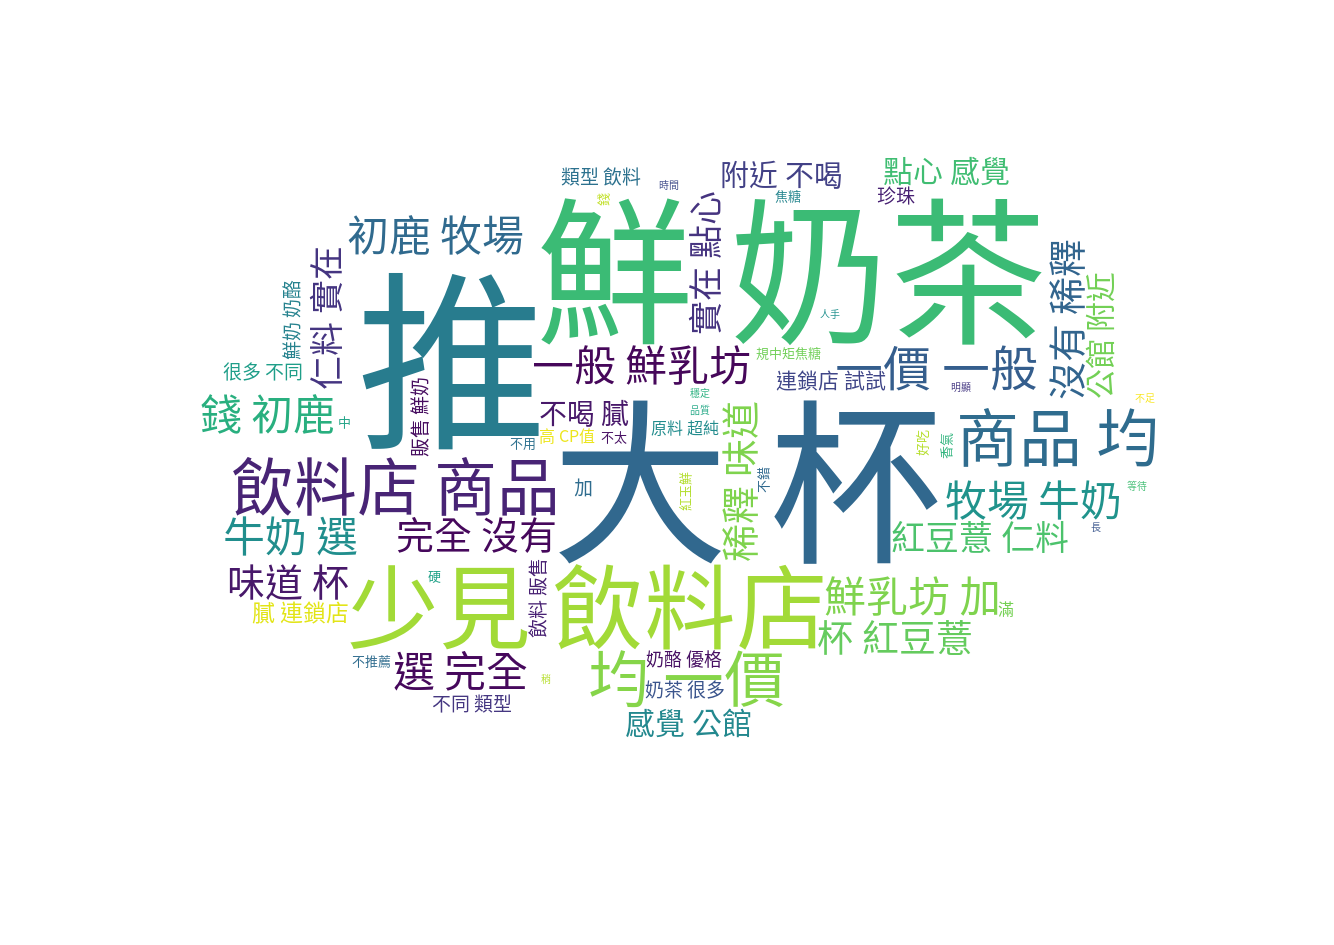 類型 飲料
時間
附近 不喝
點心 感覺
焦糖
珍珠
錢
初鹿 牧場
鮮 奶茶
實在 點心
仁料 實在
沒有 稀釋
公館 附近
鮮奶 奶酪
推
人手
一般 鮮乳坊
規中矩焦糖
一價 一般
很多 不同
連鎖店 試試
明顯
販售 鮮奶
錢 初鹿
中
不喝 膩
穩定
品質
不足
原料 超純
稀釋 味道
大杯
商品 均
不用
高 CP值
不太
好吃
香氣
飲料店 商品
加
紅玉鮮
不錯
牧場 牛奶
等待
牛奶 選
完全 沒有
紅豆薏 仁料
長
味道 杯
硬
飲料 販售
少見
飲料店
鮮乳坊 加
滿
膩 連鎖店
杯 紅豆薏
不推薦
選 完全
稍
均 一價
奶酪 優格
奶茶 很多
不同 類型
感覺 公館